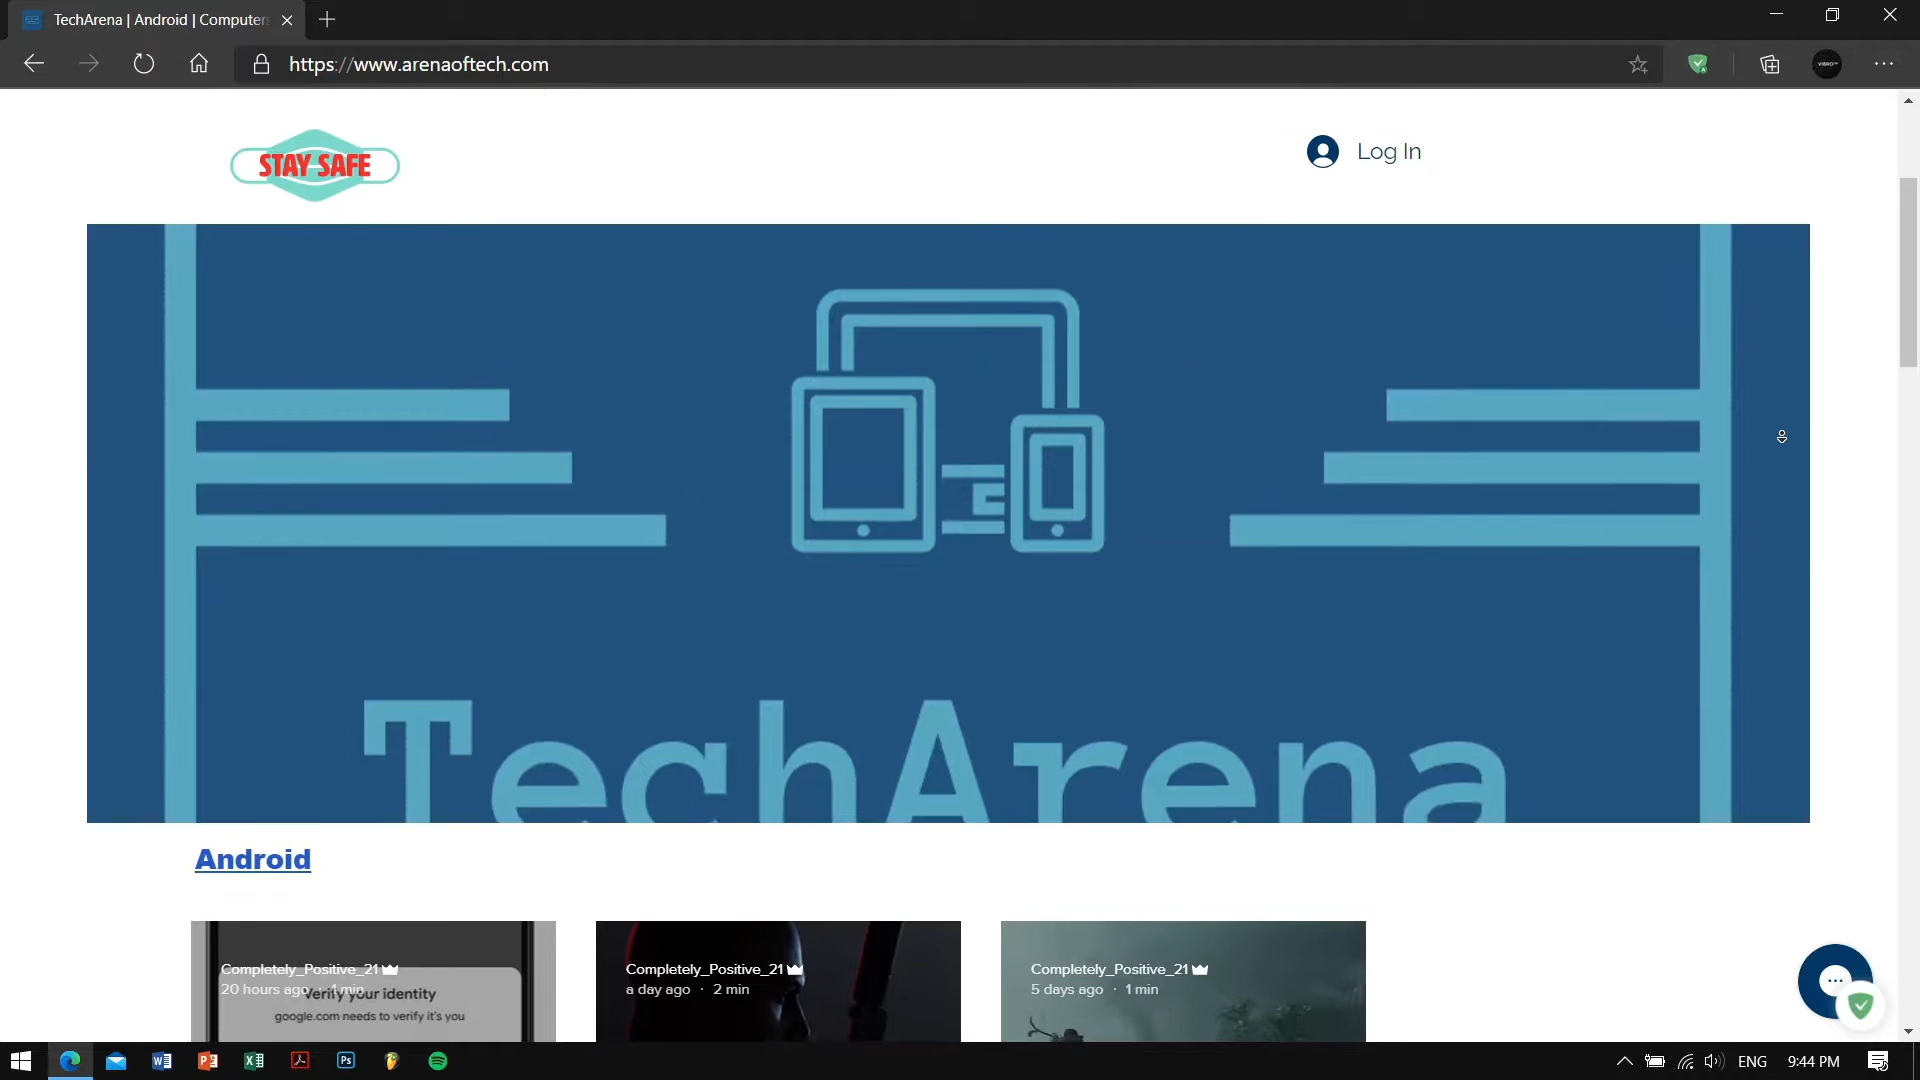 TechArena | Android | Computer
https://www.arenaoftech.com
STAY SAFE
Log In
TechArena
Android
Completely_Positive_21
20 hours ago · 1 min
Verify your identity
google.com needs to verify it's you
Completely_Positive_21
a day ago · 2 min
Completely_Positive_21
5 days ago · 1 min
ENG
9:44 PM